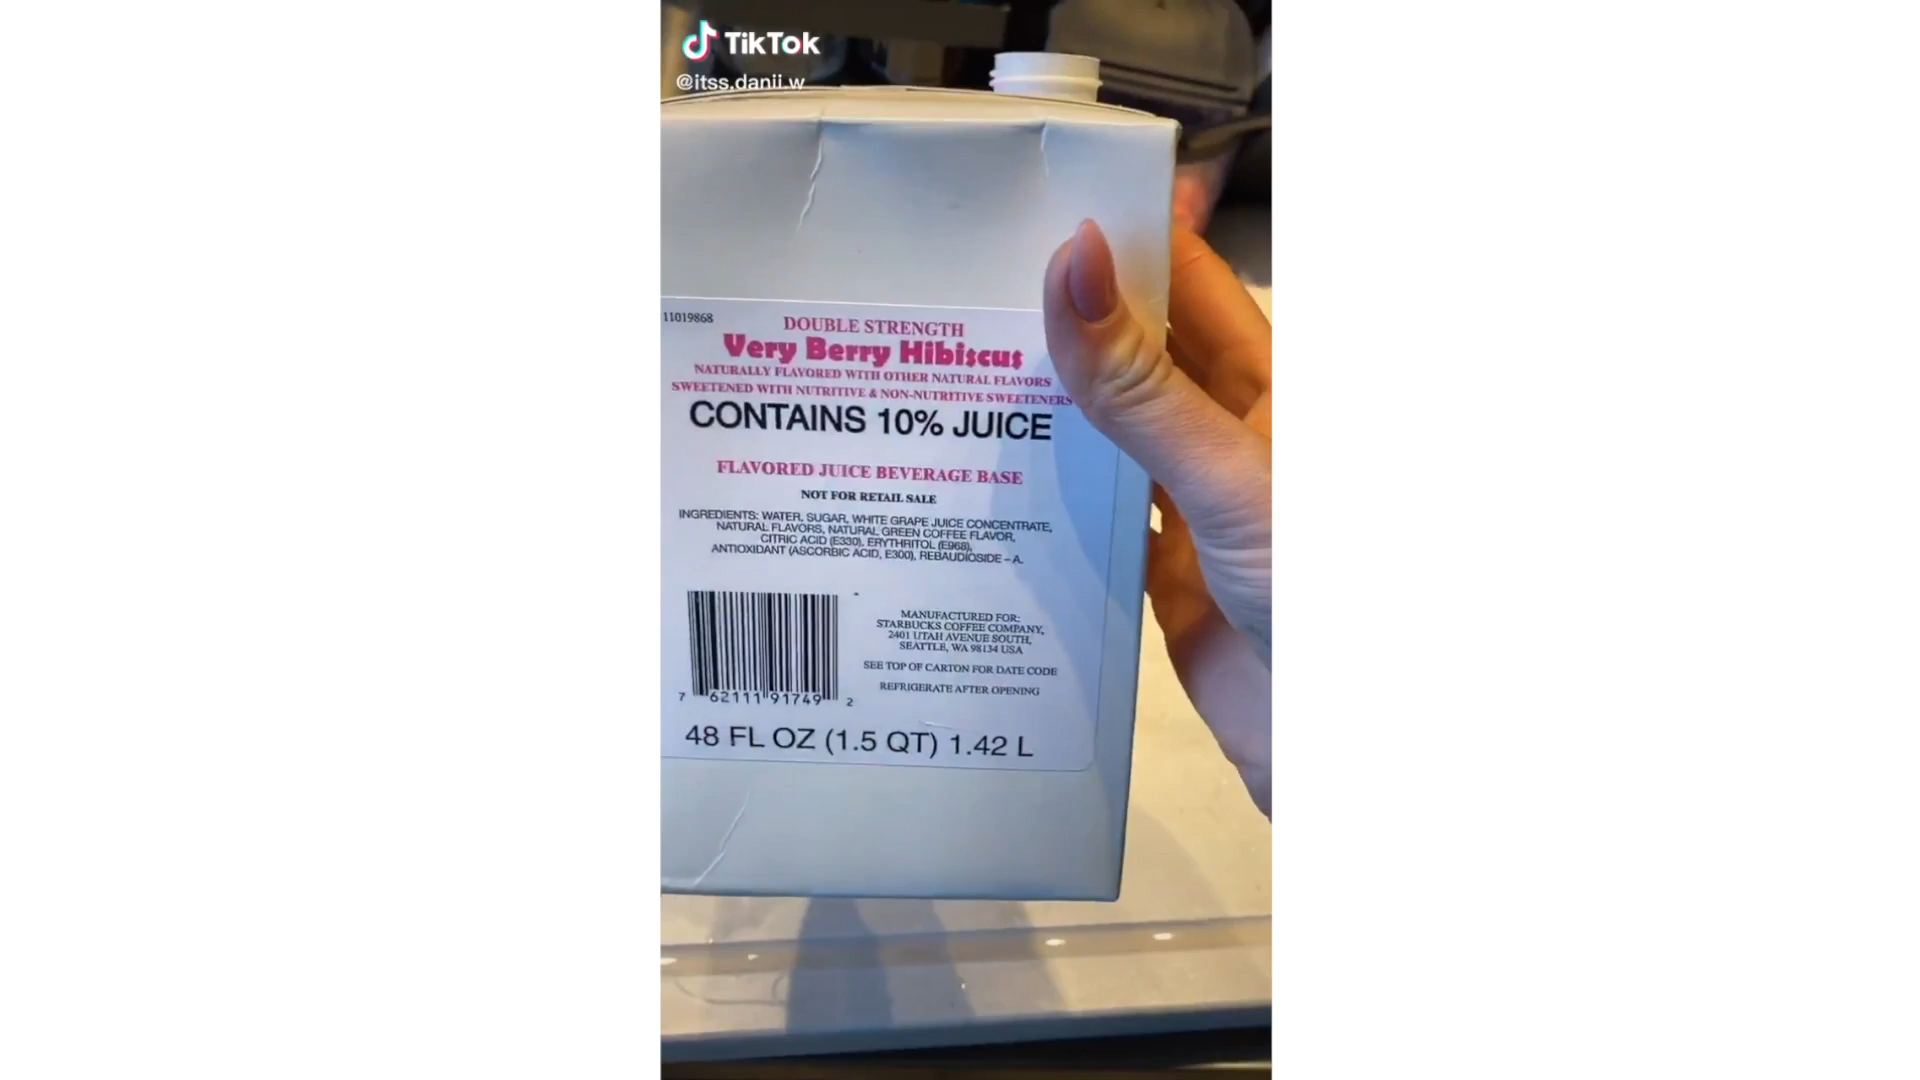 TikTok
@itss.danii.w
11019868
DOUBLE STRENGTH
Very Berry Hibiscus
NATURALLY FLAVORED WITH OTHER NATURAL FLAVORS
SWEETENED WITH NUTRITIVE & NON-NUTRITIVE SWEETENERS
CONTAINS 10% JUICE
FLAVORED JUICE BEVERAGE BASE
NOT FOR RETAIL SALE
INGREDIENTS: WATER, SUGAR, WHITE GRAPE JUICE CONCENTRATE,
NATURAL FLAVORS, NATURAL GREEN COFFEE FLAVOR,
CITRIC ACID (E330), ERYTHRITOL (E968),
ANTIOXIDANT (ASCORBIC ACID, E300), REBAUDIOSIDE – A.
MANUFACTURED FOR:
STARBUCKS COFFEE COMPANY,
2401 UTAH AVENUE SOUTH,
SEATTLE, WA 98134 USA
SEE TOP OF CARTON FOR DATE CODE
REFRIGERATE AFTER OPENING
7 62111 91749 2
48 FL OZ (1.5 QT) 1.42 L